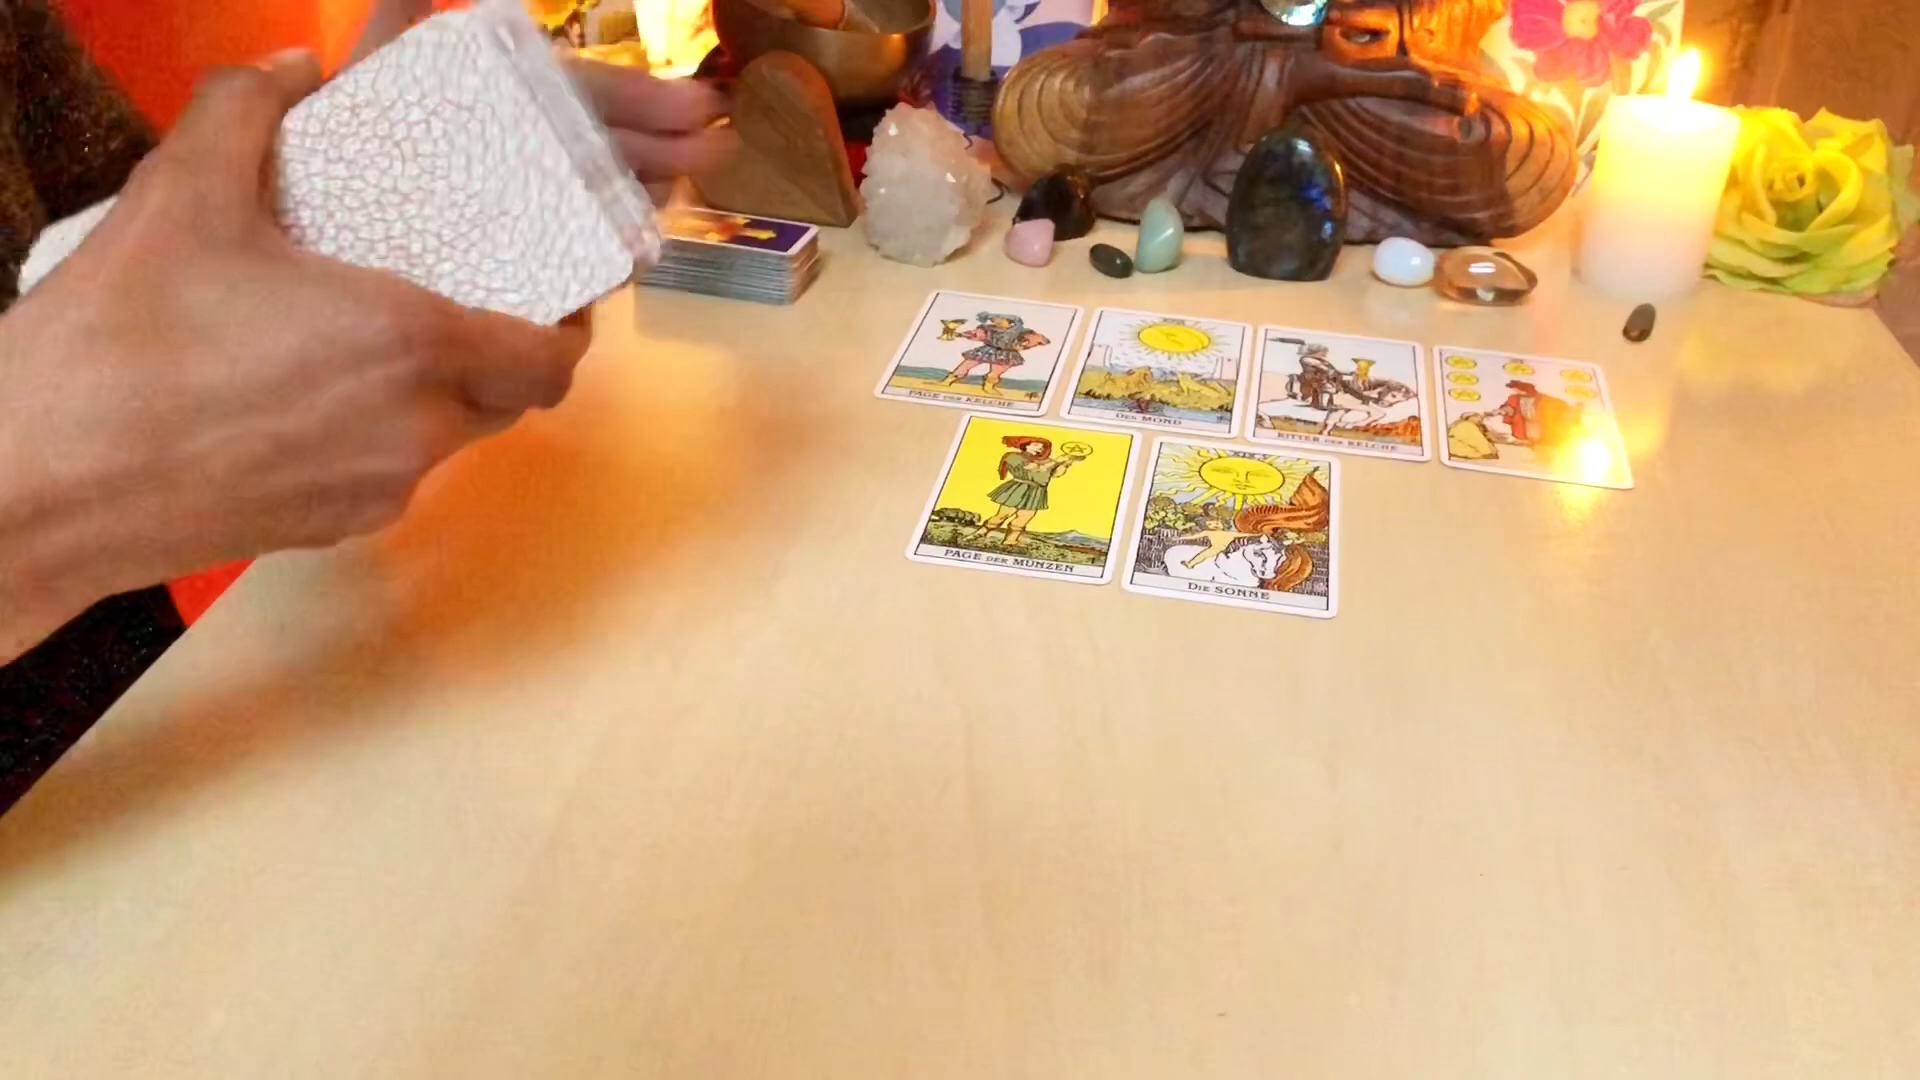 PAGE DER KELCHE
DER MOND
RITTER DER KELCHE
PAGE DER MÜNZEN
DIE SONNE